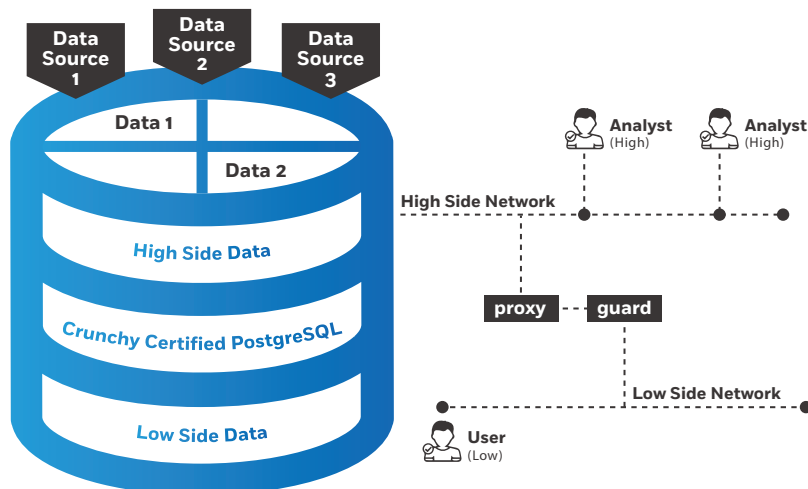 Data
Source
1
Data
Source
2
Data
Source
3
Data 1
Data 2
High Side Data
Crunchy Certified PostgreSQL
Low Side Data
Analyst
(High)
Analyst
(High)
High Side Network
proxy
guard
Low Side Network
User
(Low)